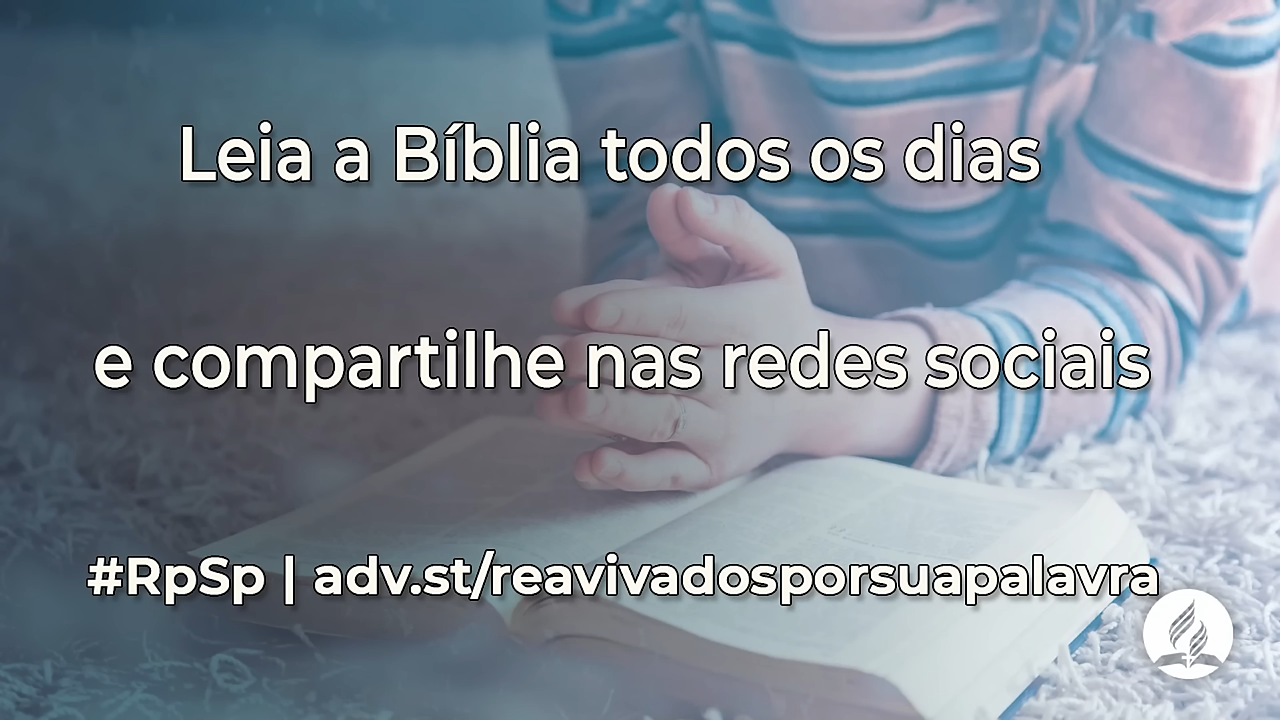 Leia a Bíblia todos os dias
e compartilhe nas redes sociais
#RpSp | adv.st/reavivadosporsuapalavra